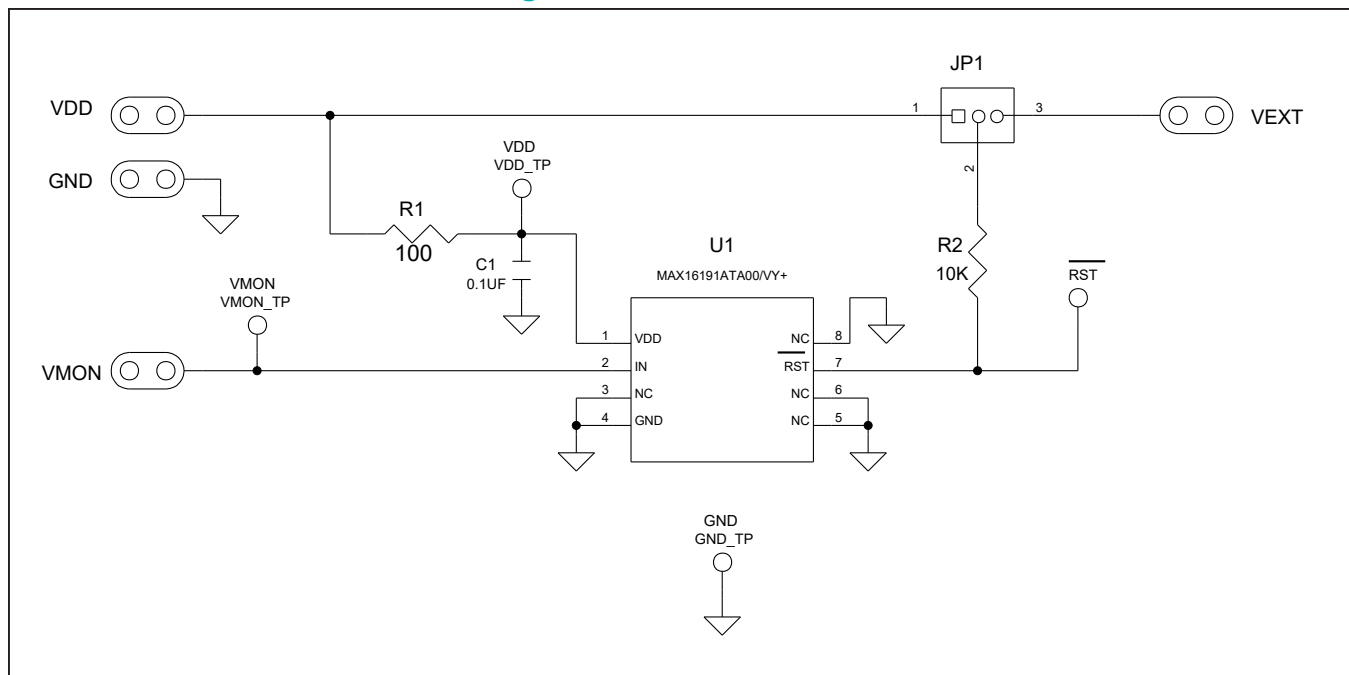 JP1
VDD
1
3
VEXT
VDD
VDD_TP
2
GND
R1
100
U1
R2
10K
C1
0.1UF
MAX16191ATA00/VY+
RST
VMON
VMON_TP
1
VDD
NC
8
VMON
2
IN
RST
7
3
NC
NC
6
4
GND
NC
5
GND
GND_TP